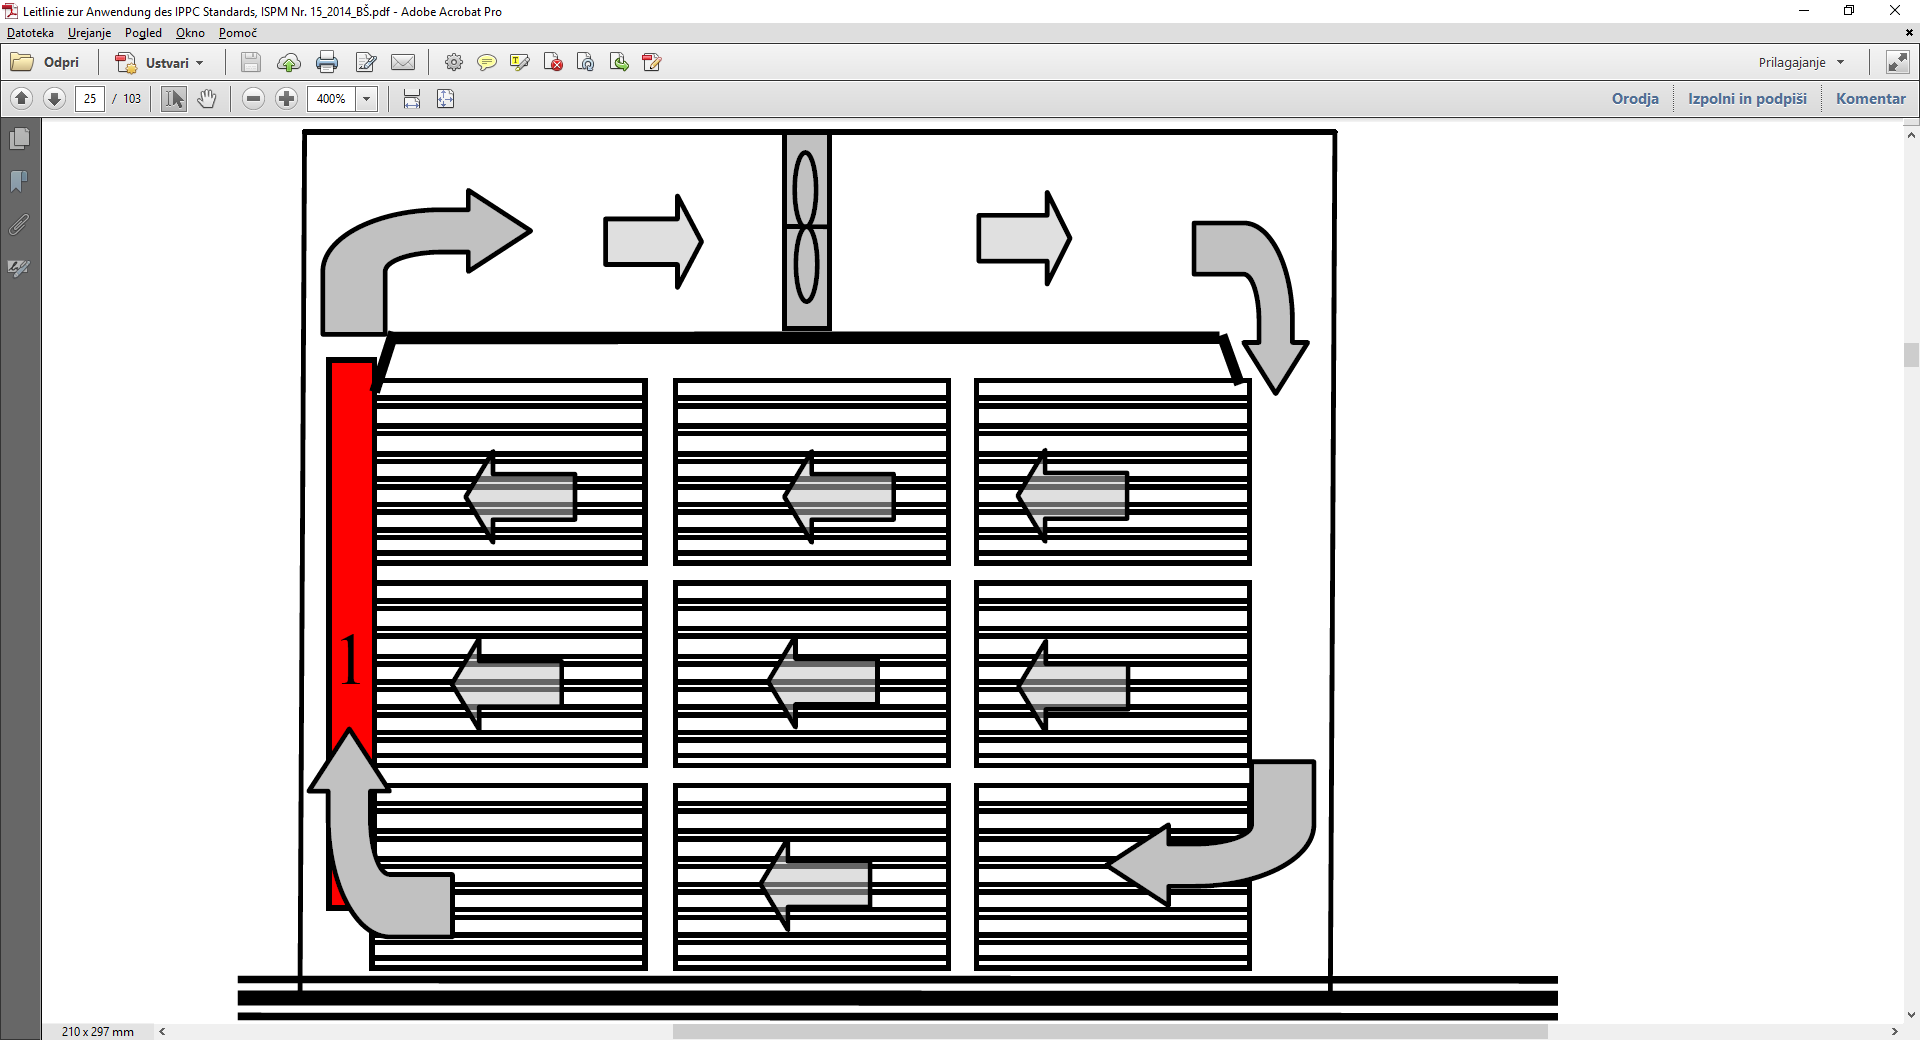 Leitlinie zur Anwendung des IPPC Standards, ISPM Nr. 15_2014_BŠ.pdf - Adobe Acrobat Pro
Datoteka Urejanje Pogled Okno Pomoč
Odpri Ustvari Prilagajanje
25 / 103 400% Orodja Izpolni in podpiši Komentar
1
210 x 297 mm